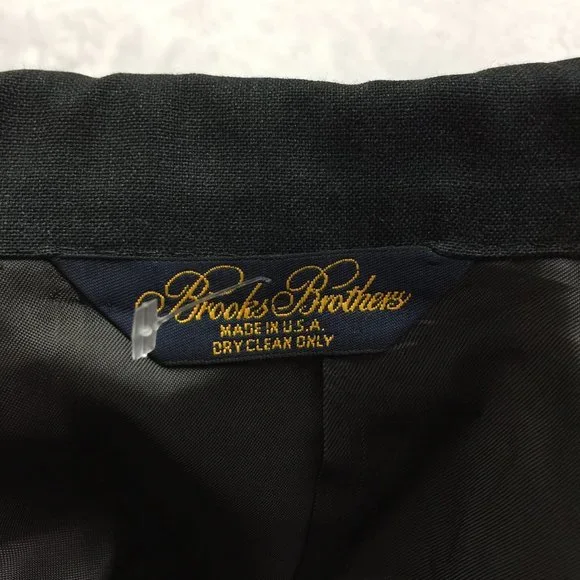 Brooks Brothers
MADE IN U.S.A.
DRY CLEAN ONLY